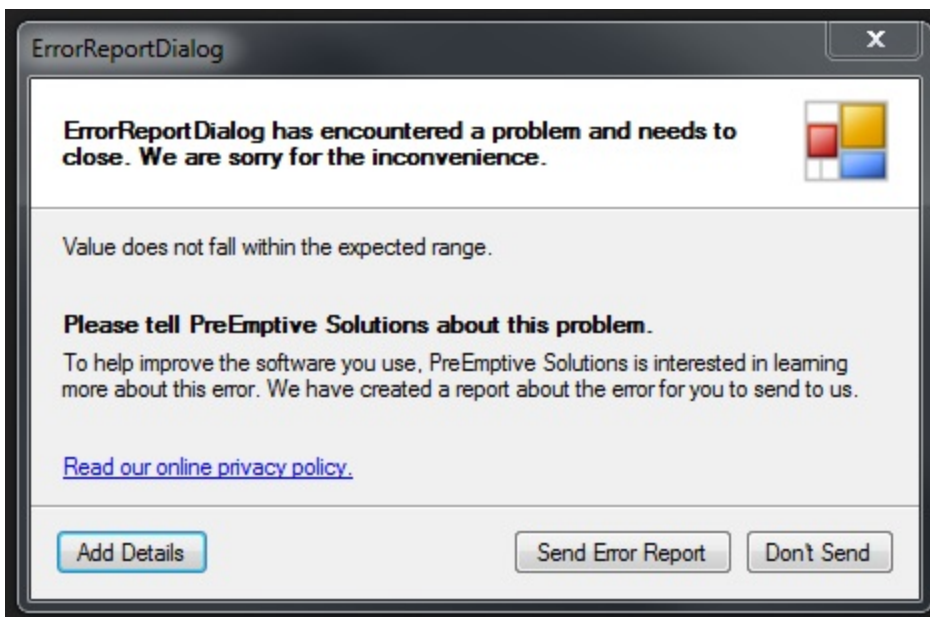 ErrorReportDialog
ErrorReportDialog has encountered a problem and needs to
close. We are sorry for the inconvenience.
Value does not fall within the expected range.
Please tell PreEmptive Solutions about this problem.
To help improve the software you use, PreEmptive Solutions is interested in learning
more about this error. We have created a report about the error for you to send to us.
Read our online privacy policy.
Add Details
Send Error Report
Don't Send